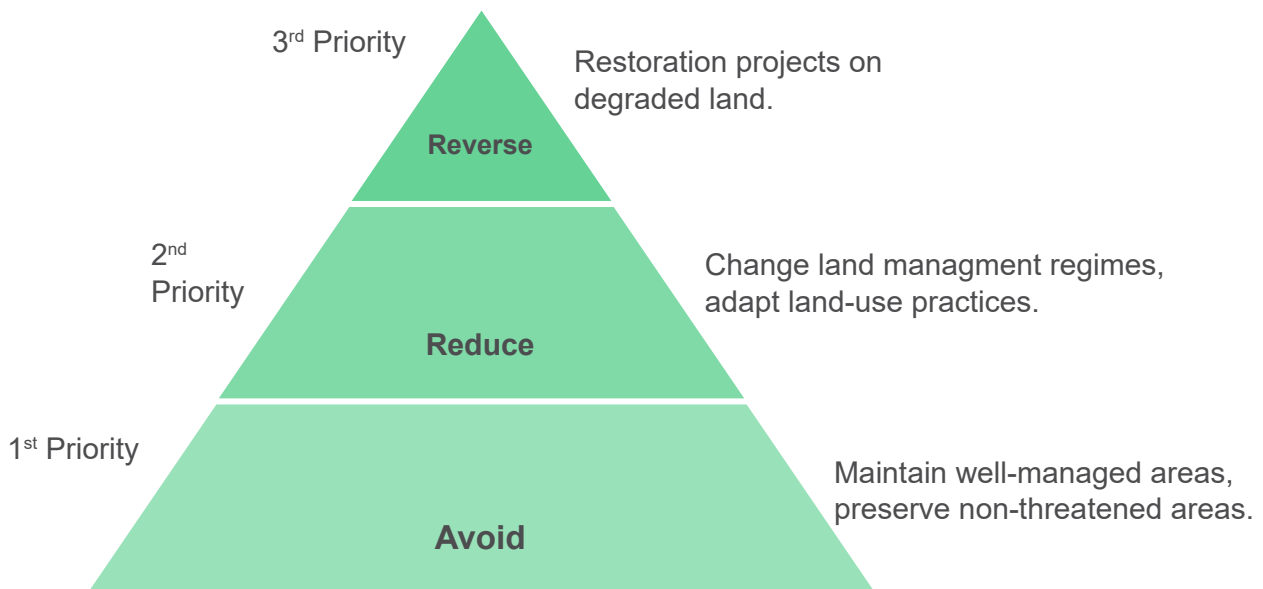 3rd Priority
Restoration projects on
degraded land.
Reverse
2nd
Priority
Change land managment regimes,
adapt land-use practices.
Reduce
1st Priority
Maintain well-managed areas,
preserve non-threatened areas.
Avoid